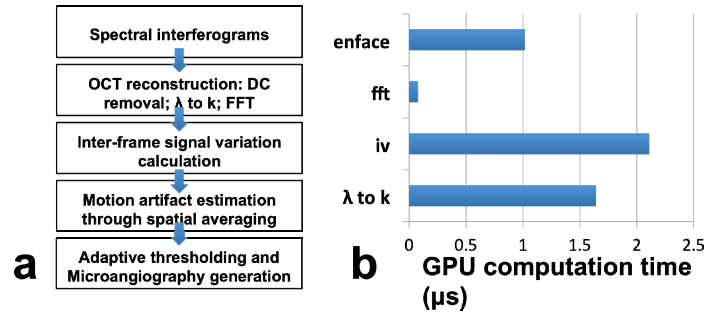 Spectral interferograms
OCT reconstruction: DC
removal; λ to k; FFT
Inter-frame signal variation
calculation
Motion artifact estimation
through spatial averaging
Adaptive thresholding and
Microangiography generation
a
enface
fft
iv
λ to k
0 0.5 1 1.5 2 2.5
b
GPU computation time
(μs)